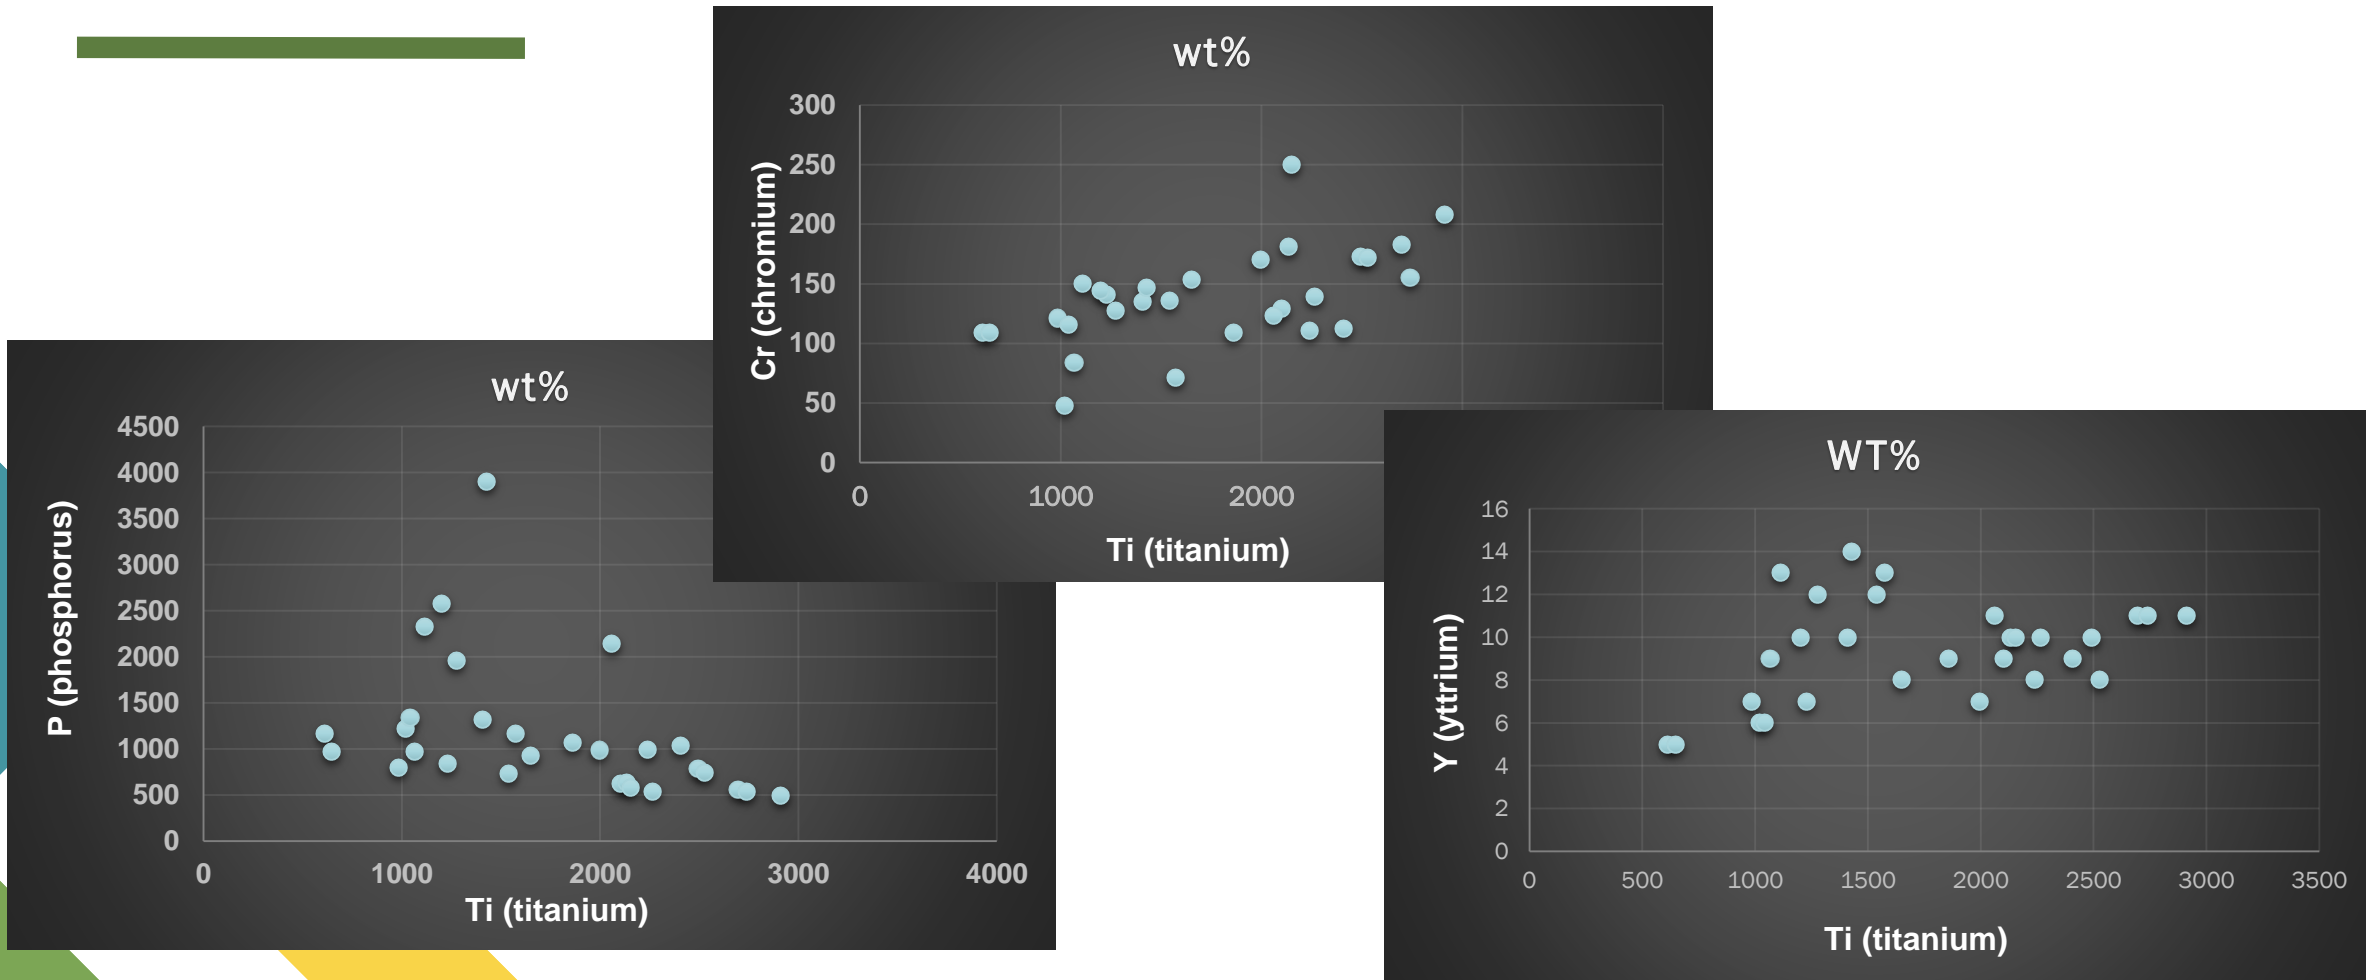 wt%
300
250
200
150
100
50
0
0 1000 2000
Cr (chromium)
Ti (titanium)
wt%
4500
4000
3500
3000
2500
2000
1500
1000
500
0
0 1000 2000 3000 4000
P (phosphorus)
Ti (titanium)
WT%
16
14
12
10
8
6
4
2
0
0 500 1000 1500 2000 2500 3000 3500
Y (yttrium)
Ti (titanium)